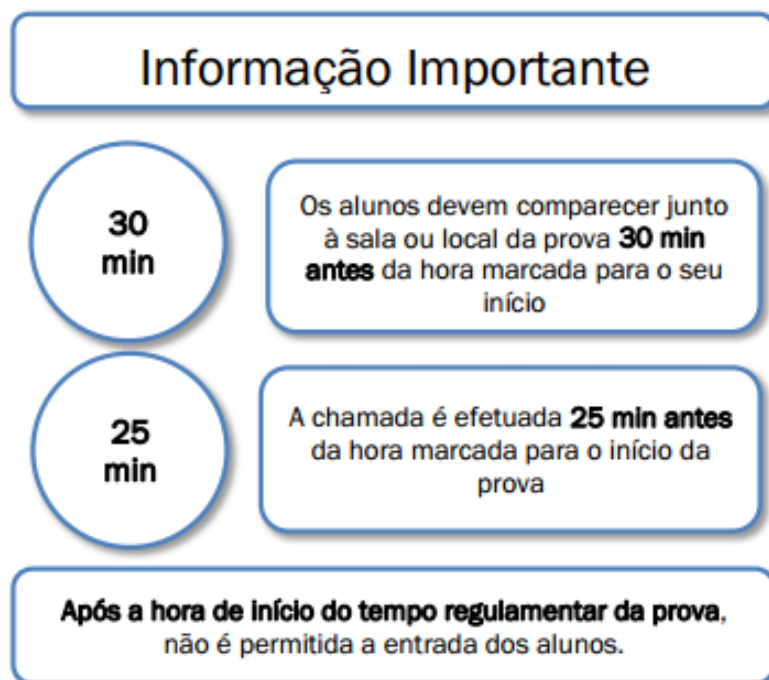 Informação Importante
30
min
Os alunos devem comparecer junto
à sala ou local da prova 30 min
antes da hora marcada para o seu
início
25
min
A chamada é efetuada 25 min antes
da hora marcada para o início da
prova
Após a hora de início do tempo regulamentar da prova,
não é permitida a entrada dos alunos.